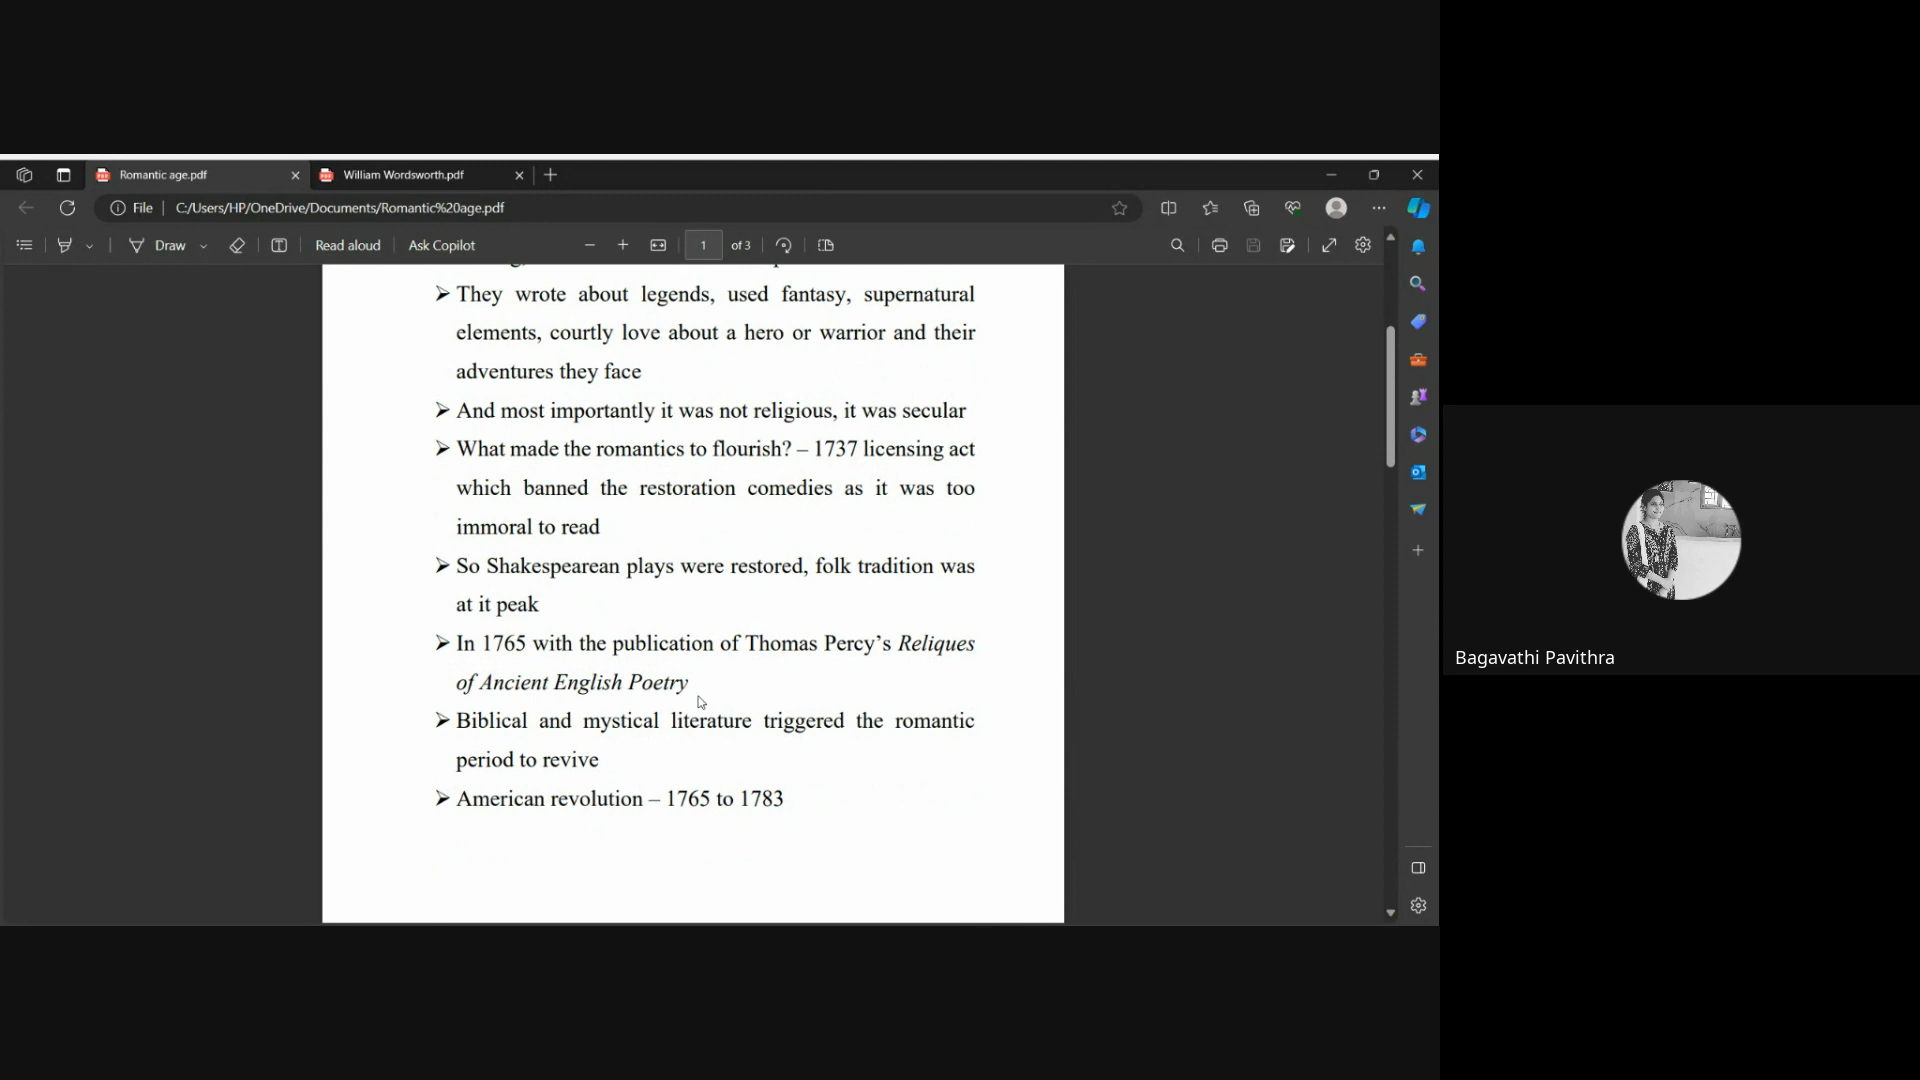 Romantic age.pdf
William Wordsworth.pdf
File
C:/Users/HP/OneDrive/Documents/Romantic%20age.pdf
Draw
Read aloud
Ask Copilot
1 of 3
➢ They wrote about legends, used fantasy, supernatural
elements, courtly love about a hero or warrior and their
adventures they face
➢ And most importantly it was not religious, it was secular
➢ What made the romantics to flourish? – 1737 licensing act
which banned the restoration comedies as it was too
immoral to read
➢ So Shakespearean plays were restored, folk tradition was
at it peak
➢ In 1765 with the publication of Thomas Percy’s Reliques
of Ancient English Poetry
➢ Biblical and mystical literature triggered the romantic
period to revive
➢ American revolution – 1765 to 1783
Bagavathi Pavithra